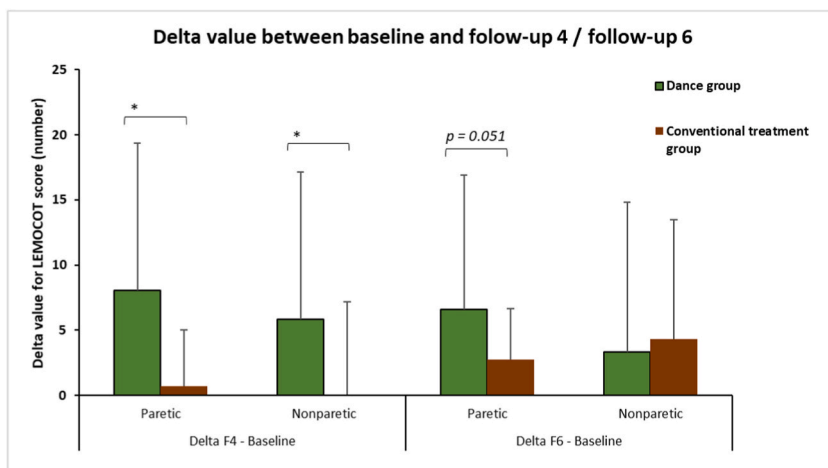 Delta value between baseline and folow-up 4 / follow-up 6
Delta value for LEMOCOT score (number)
25
20
15
10
5
0
*
*
p = 0.051
Dance group
Conventional treatment
group
Paretic
Nonparetic
Paretic
Nonparetic
Delta F4 - Baseline
Delta F6 - Baseline